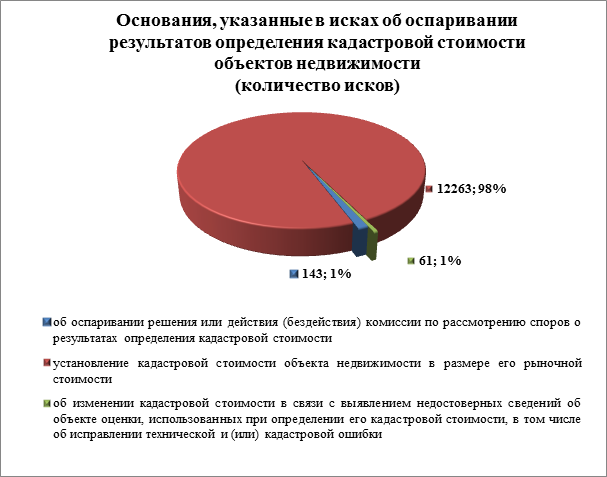 Основания, указанные в исках об оспаривании
результатов определения кадастровой стоимости
объектов недвижимости
(количество исков)
12263; 98%
61; 1%
143; 1%
об оспаривании решения или действия (бездействия) комиссии по рассмотрению споров о
результатах определения кадастровой стоимости
установление кадастровой стоимости объекта недвижимости в размере его рыночной
стоимости
об изменении кадастровой стоимости в связи с выявлением недостоверных сведений об
объекте оценки, использованных при определении его кадастровой стоимости, в том числе
об исправлении технической и (или) кадастровой ошибки